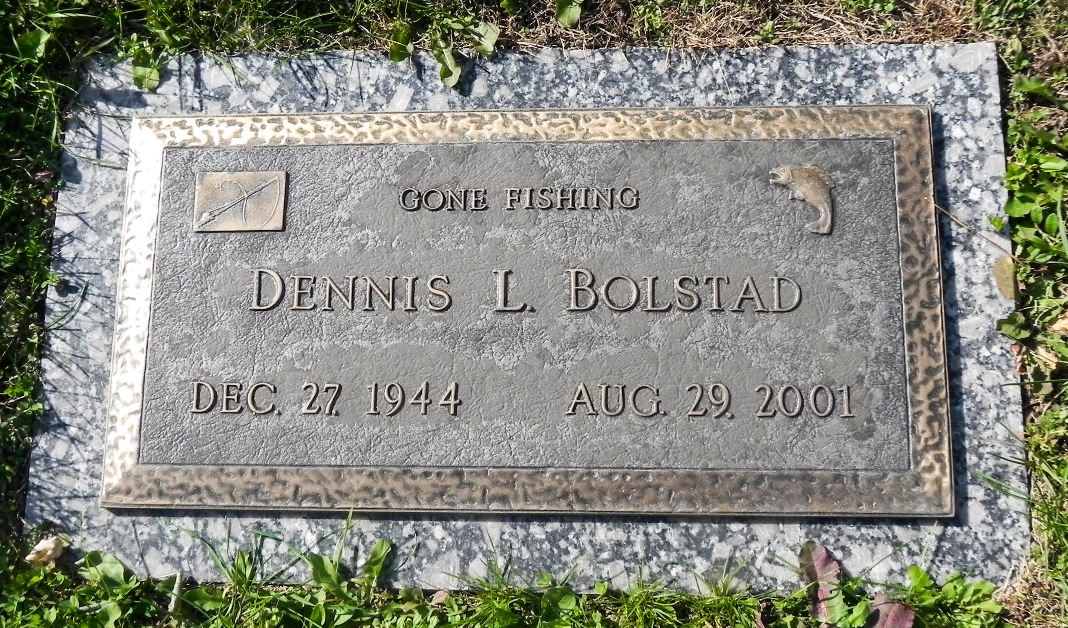 GONE FISHING
DENNIS L. BOLSTAD
DEC. 27, 1944 AUG. 29, 2001